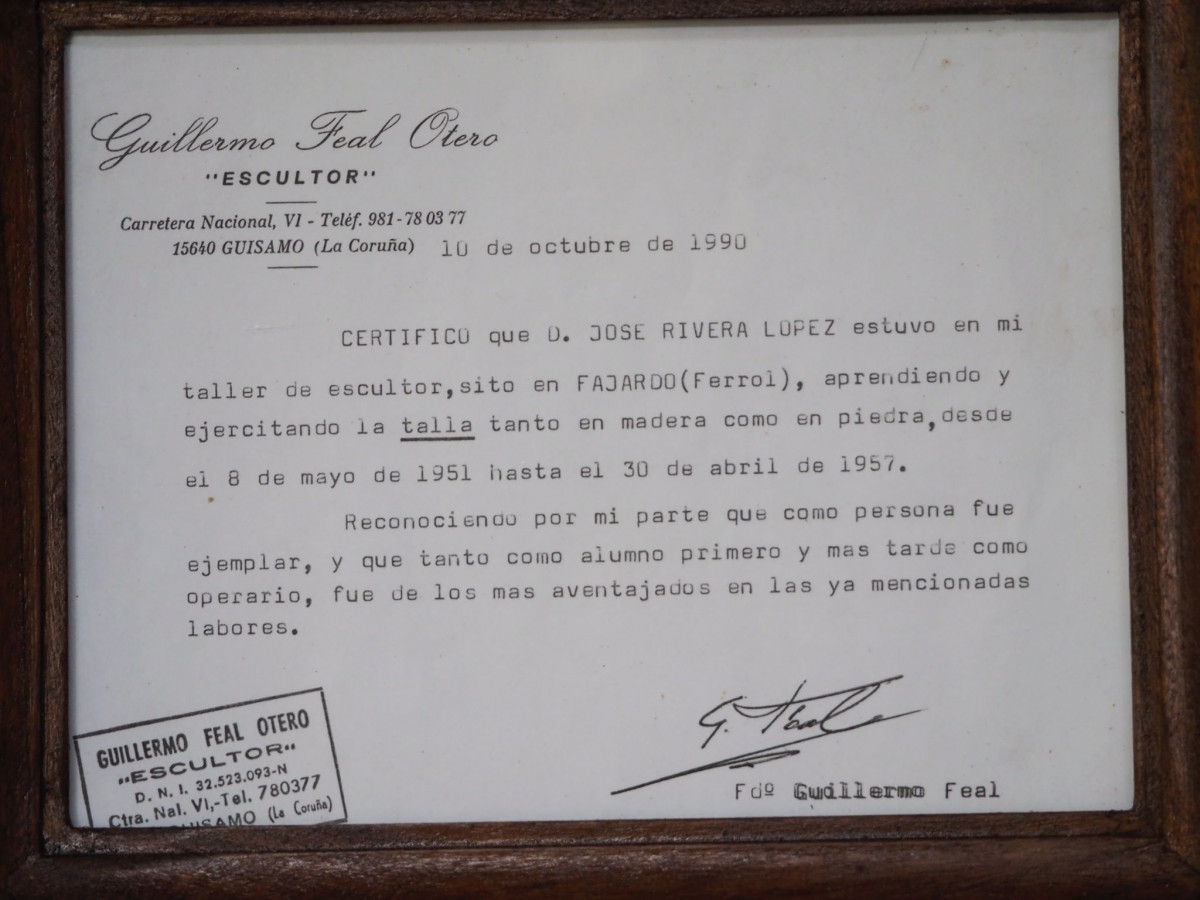 Guillermo Feal Otero
"ESCULTOR"
Carretera Nacional, VI - Teléf. 981-78 03 77
15640 GUISAMO (La Coruña)
10 de octubre de 1990
CERTIFICO que D. JOSE RIVERA LOPEZ estuvo en mi
taller de escultor,sito en FAJARDO(Ferrol), aprendiendo y
ejercitando la talla tanto en madera como en piedra,desde
el 8 de mayo de 1951 hasta el 30 de abril de 1957.
Reconociendo por mi parte que como persona fue
ejemplar, y que tanto como alumno primero y mas tarde como
operario, fue de los mas aventajados en las ya mencionadas
labores.
G. Feal
Fdº Guillermo Feal
GUILLERMO FEAL OTERO
"ESCULTOR"
D. N. I. 32.523.093-N
Ctra. Nal. VI,-Tel. 780377
GUISAMO (La Coruña)